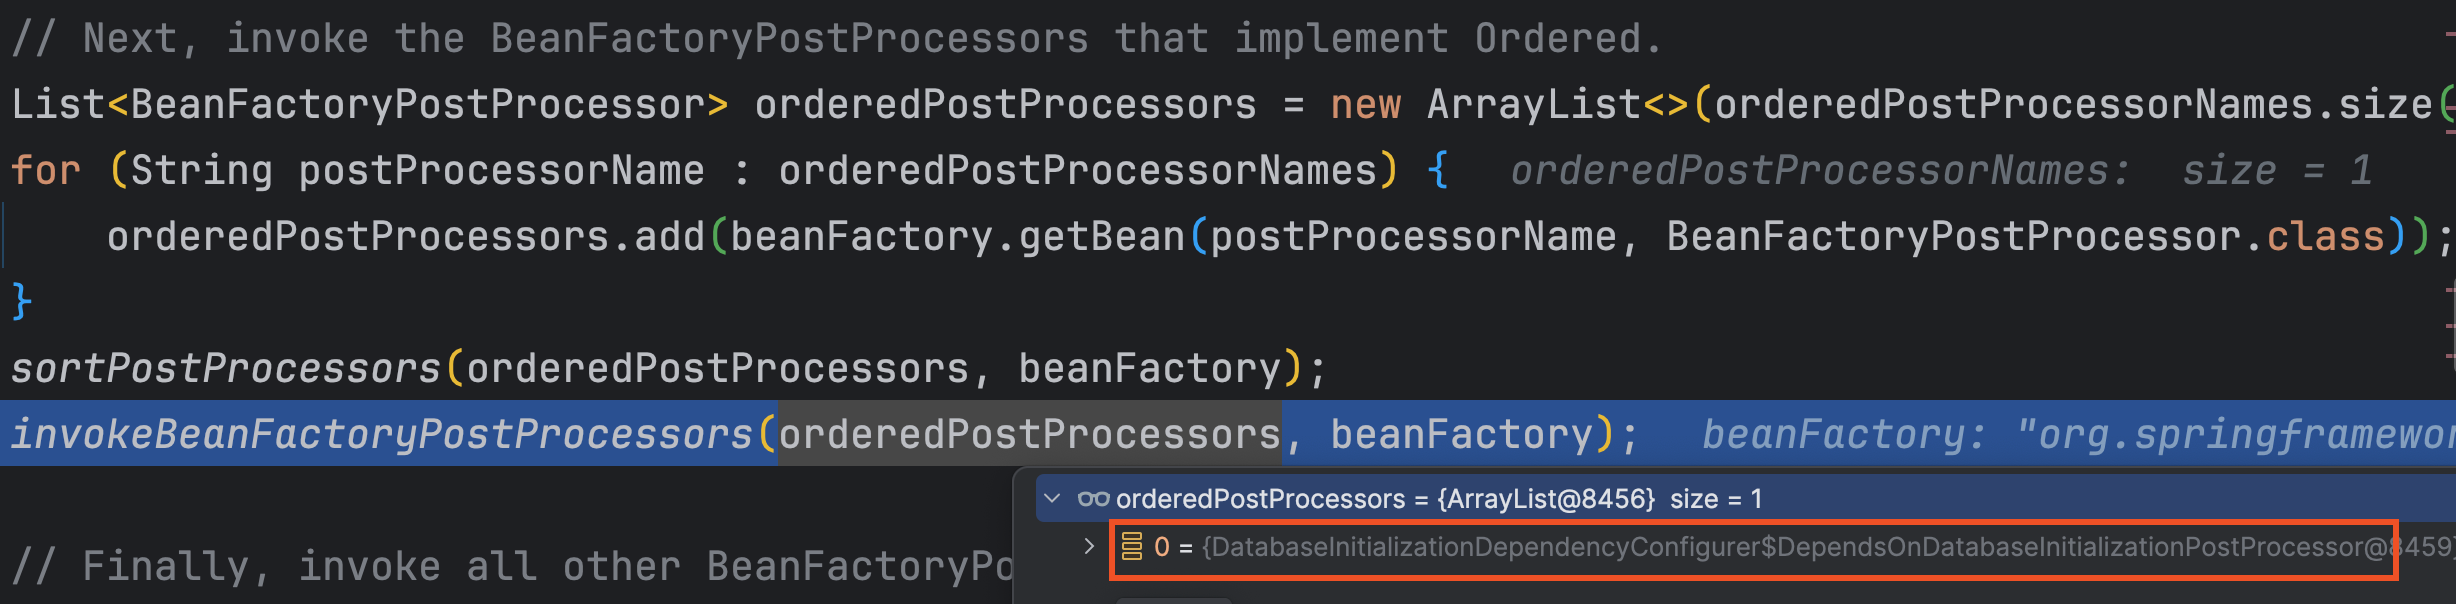 // Next, invoke the BeanFactoryPostProcessors that implement Ordered.
List<BeanFactoryPostProcessor> orderedPostProcessors = new ArrayList<>(orderedPostProcessorNames.size(
for (String postProcessorName : orderedPostProcessorNames) {   orderedPostProcessorNames:  size = 1
    orderedPostProcessors.add(beanFactory.getBean(postProcessorName, BeanFactoryPostProcessor.class));
}
sortPostProcessors(orderedPostProcessors, beanFactory);
invokeBeanFactoryPostProcessors(orderedPostProcessors, beanFactory);   beanFactory: "org.springframewor
orderedPostProcessors = {ArrayList@8456}  size = 1
0 = {DatabaseInitializationDependencyConfigurer$DependsOnDatabaseInitializationPostProcessor@8459}
// Finally, invoke all other BeanFactoryPo